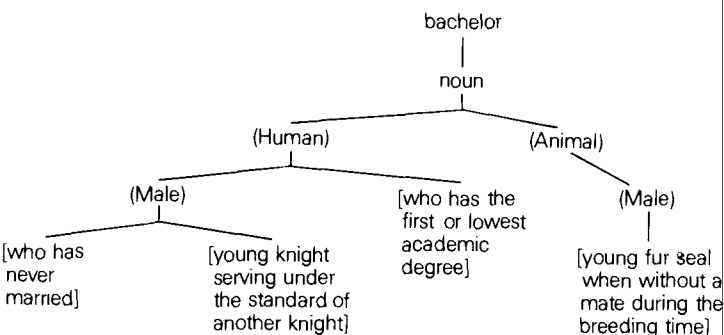 bachelor
noun
(Human)
(Animal)
(Male)
[who has the
first or lowest
academic
degree]
(Male)
[who has
never
married]
[young knight
serving under
the standard of
another knight]
[young fur seal
when without a
mate during the
breeding time]